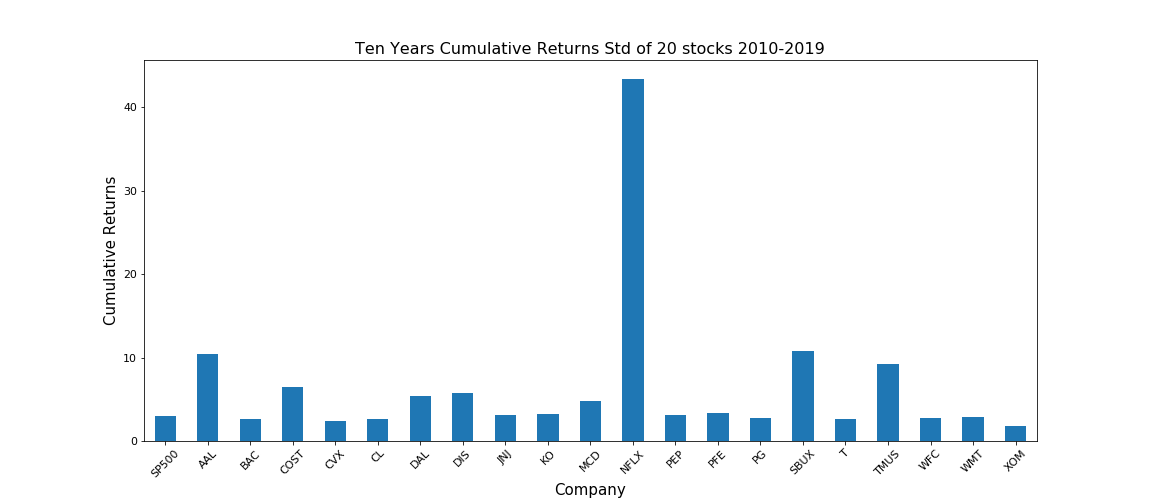 Ten Years Cumulative Returns Std of 20 stocks 2010-2019
Cumulative Returns
40
30
20
10
0
SP500 AAL BAC COST CVX CL DAL DIS JNJ KO MCD NFLX PEP PFE PG SBUX T TMUS WFC WMT XOM
Company